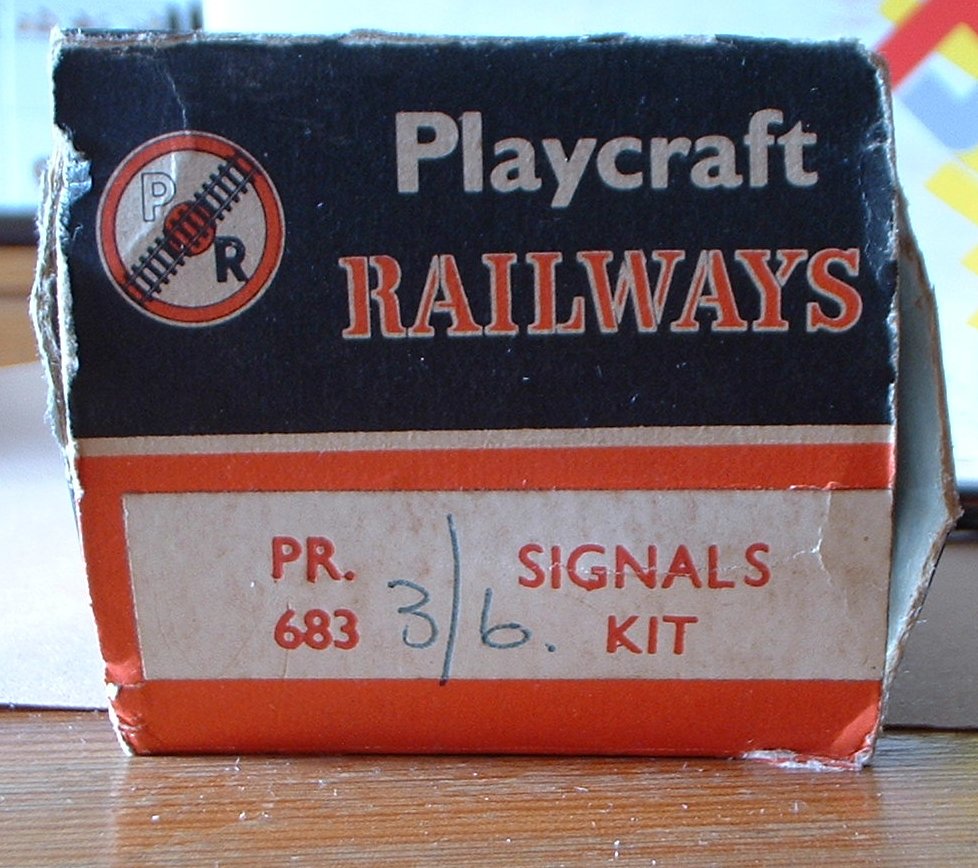 Playcraft
RAILWAYS
P
R
PR.
683
3/6.
SIGNALS
KIT